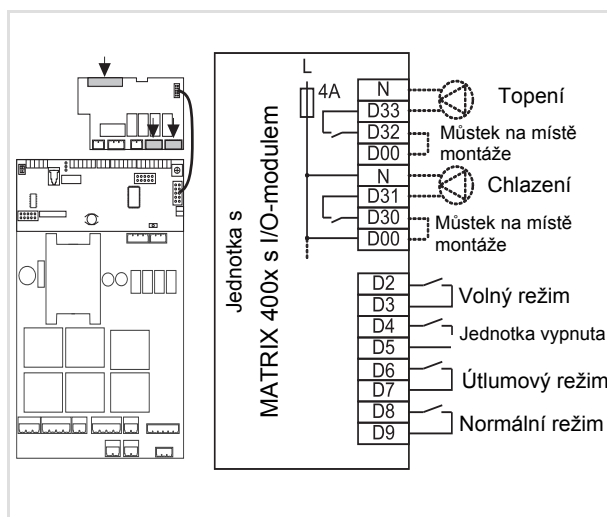 Jednotka s
MATRIX 400x s I/O-modulem
L
4A
N
D33
D32
D00
N
D31
D30
D00
D2
D3
D4
D5
D6
D7
D8
D9
Topení
Můstek na místě
montáže
Chlazení
Můstek na místě
montáže
Volný režim
Jednotka vypnuta
Útlumový režim
Normální režim